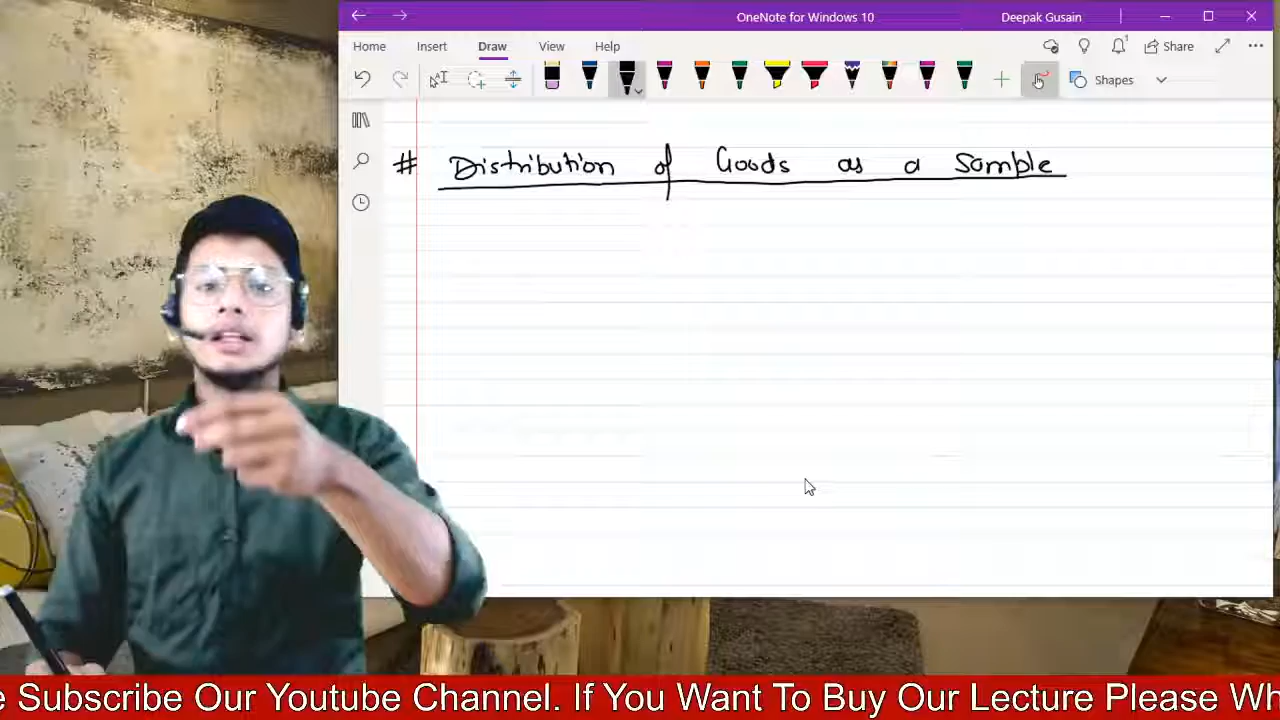 OneNote for Windows 10
Deepak Gusain
Home Insert Draw View Help
Share
Shapes
# Distribution of Goods as a Samble
e Subscribe Our Youtube Channel. If You Want To Buy Our Lecture Please Wh